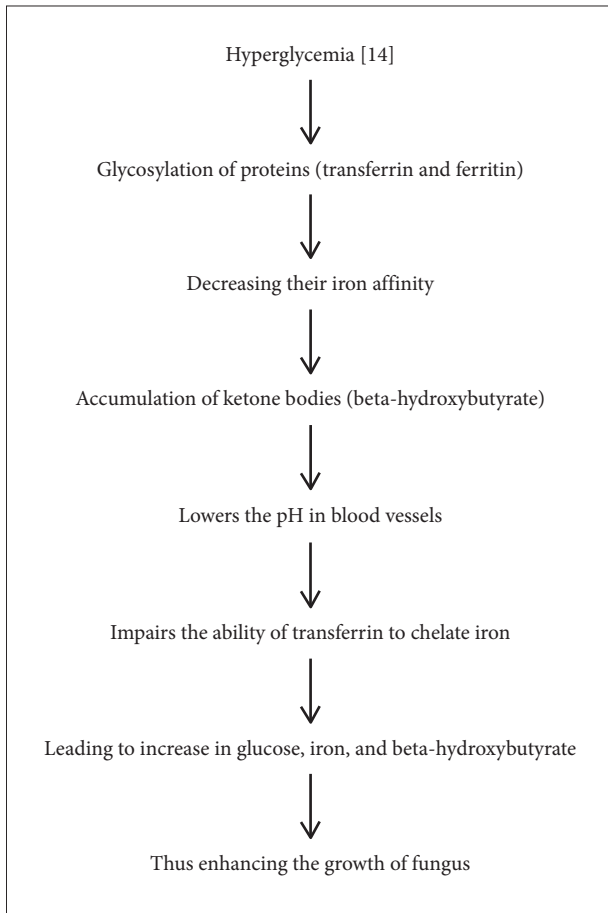 Hyperglycemia [14]
Glycosylation of proteins (transferrin and ferritin)
Decreasing their iron affinity
Accumulation of ketone bodies (beta-hydroxybutyrate)
Lowers the pH in blood vessels
Impairs the ability of transferrin to chelate iron
Leading to increase in glucose, iron, and beta-hydroxybutyrate
Thus enhancing the growth of fungus